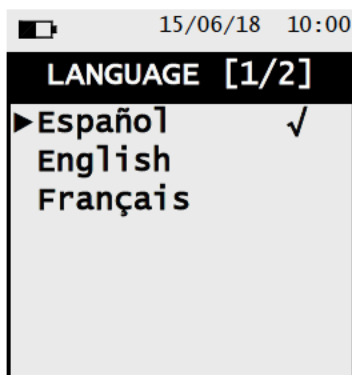 15/06/18 10:00
LANGUAGE [1/2]
►Español √
English
Français